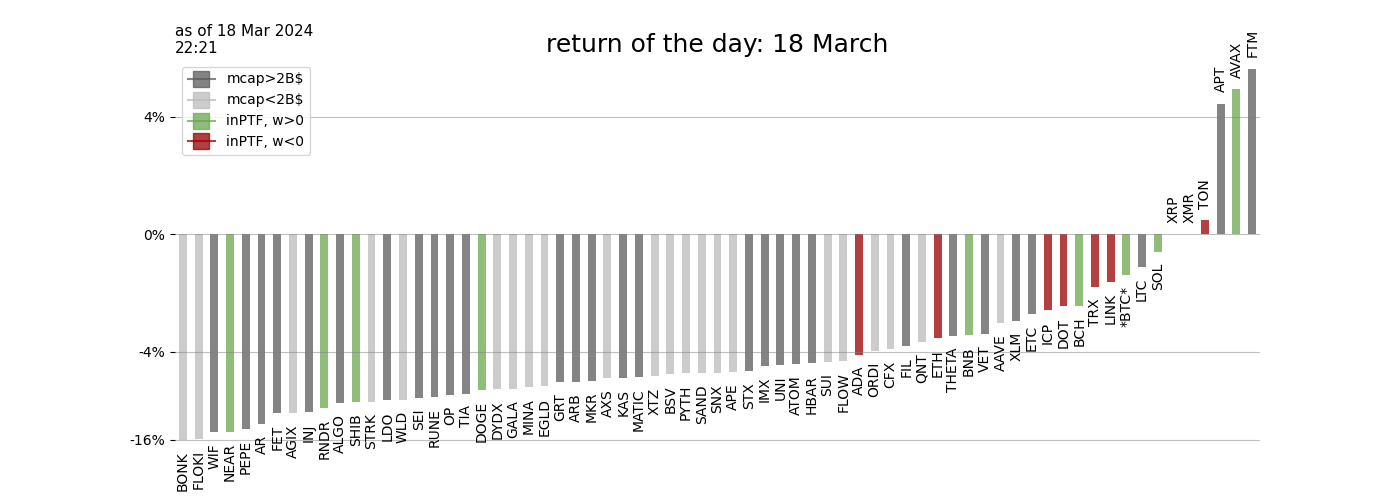 as of 18 Mar 2024
22:21
return of the day: 18 March
mcap>2B$
mcap<2B$
inPTF, w>0
inPTF, w<0
4%
0%
-4%
-16%
BONK
FLOKI
WIF
NEAR
PEPE
AR
FET
AGIX
INJ
RNDR
ALGO
SHIB
STRK
LDO
WLD
SEI
RUNE
OP
TIA
DOGE
DYDX
GALA
MINA
EGLD
GRT
ARB
MKR
AXS
KAS
MATIC
XTZ
BSV
PYTH
SAND
SNX
APE
STX
IMX
UNI
ATOM
HBAR
SUI
FLOW
ADA
ORDI
CFX
FIL
QNT
ETH
THETA
BNB
VET
AAVE
XLM
ETC
ICP
DOT
BCH
TRX
LINK
*BTC*
LTC
SOL
XRP
XMR
TON
APT
AVAX
FTM